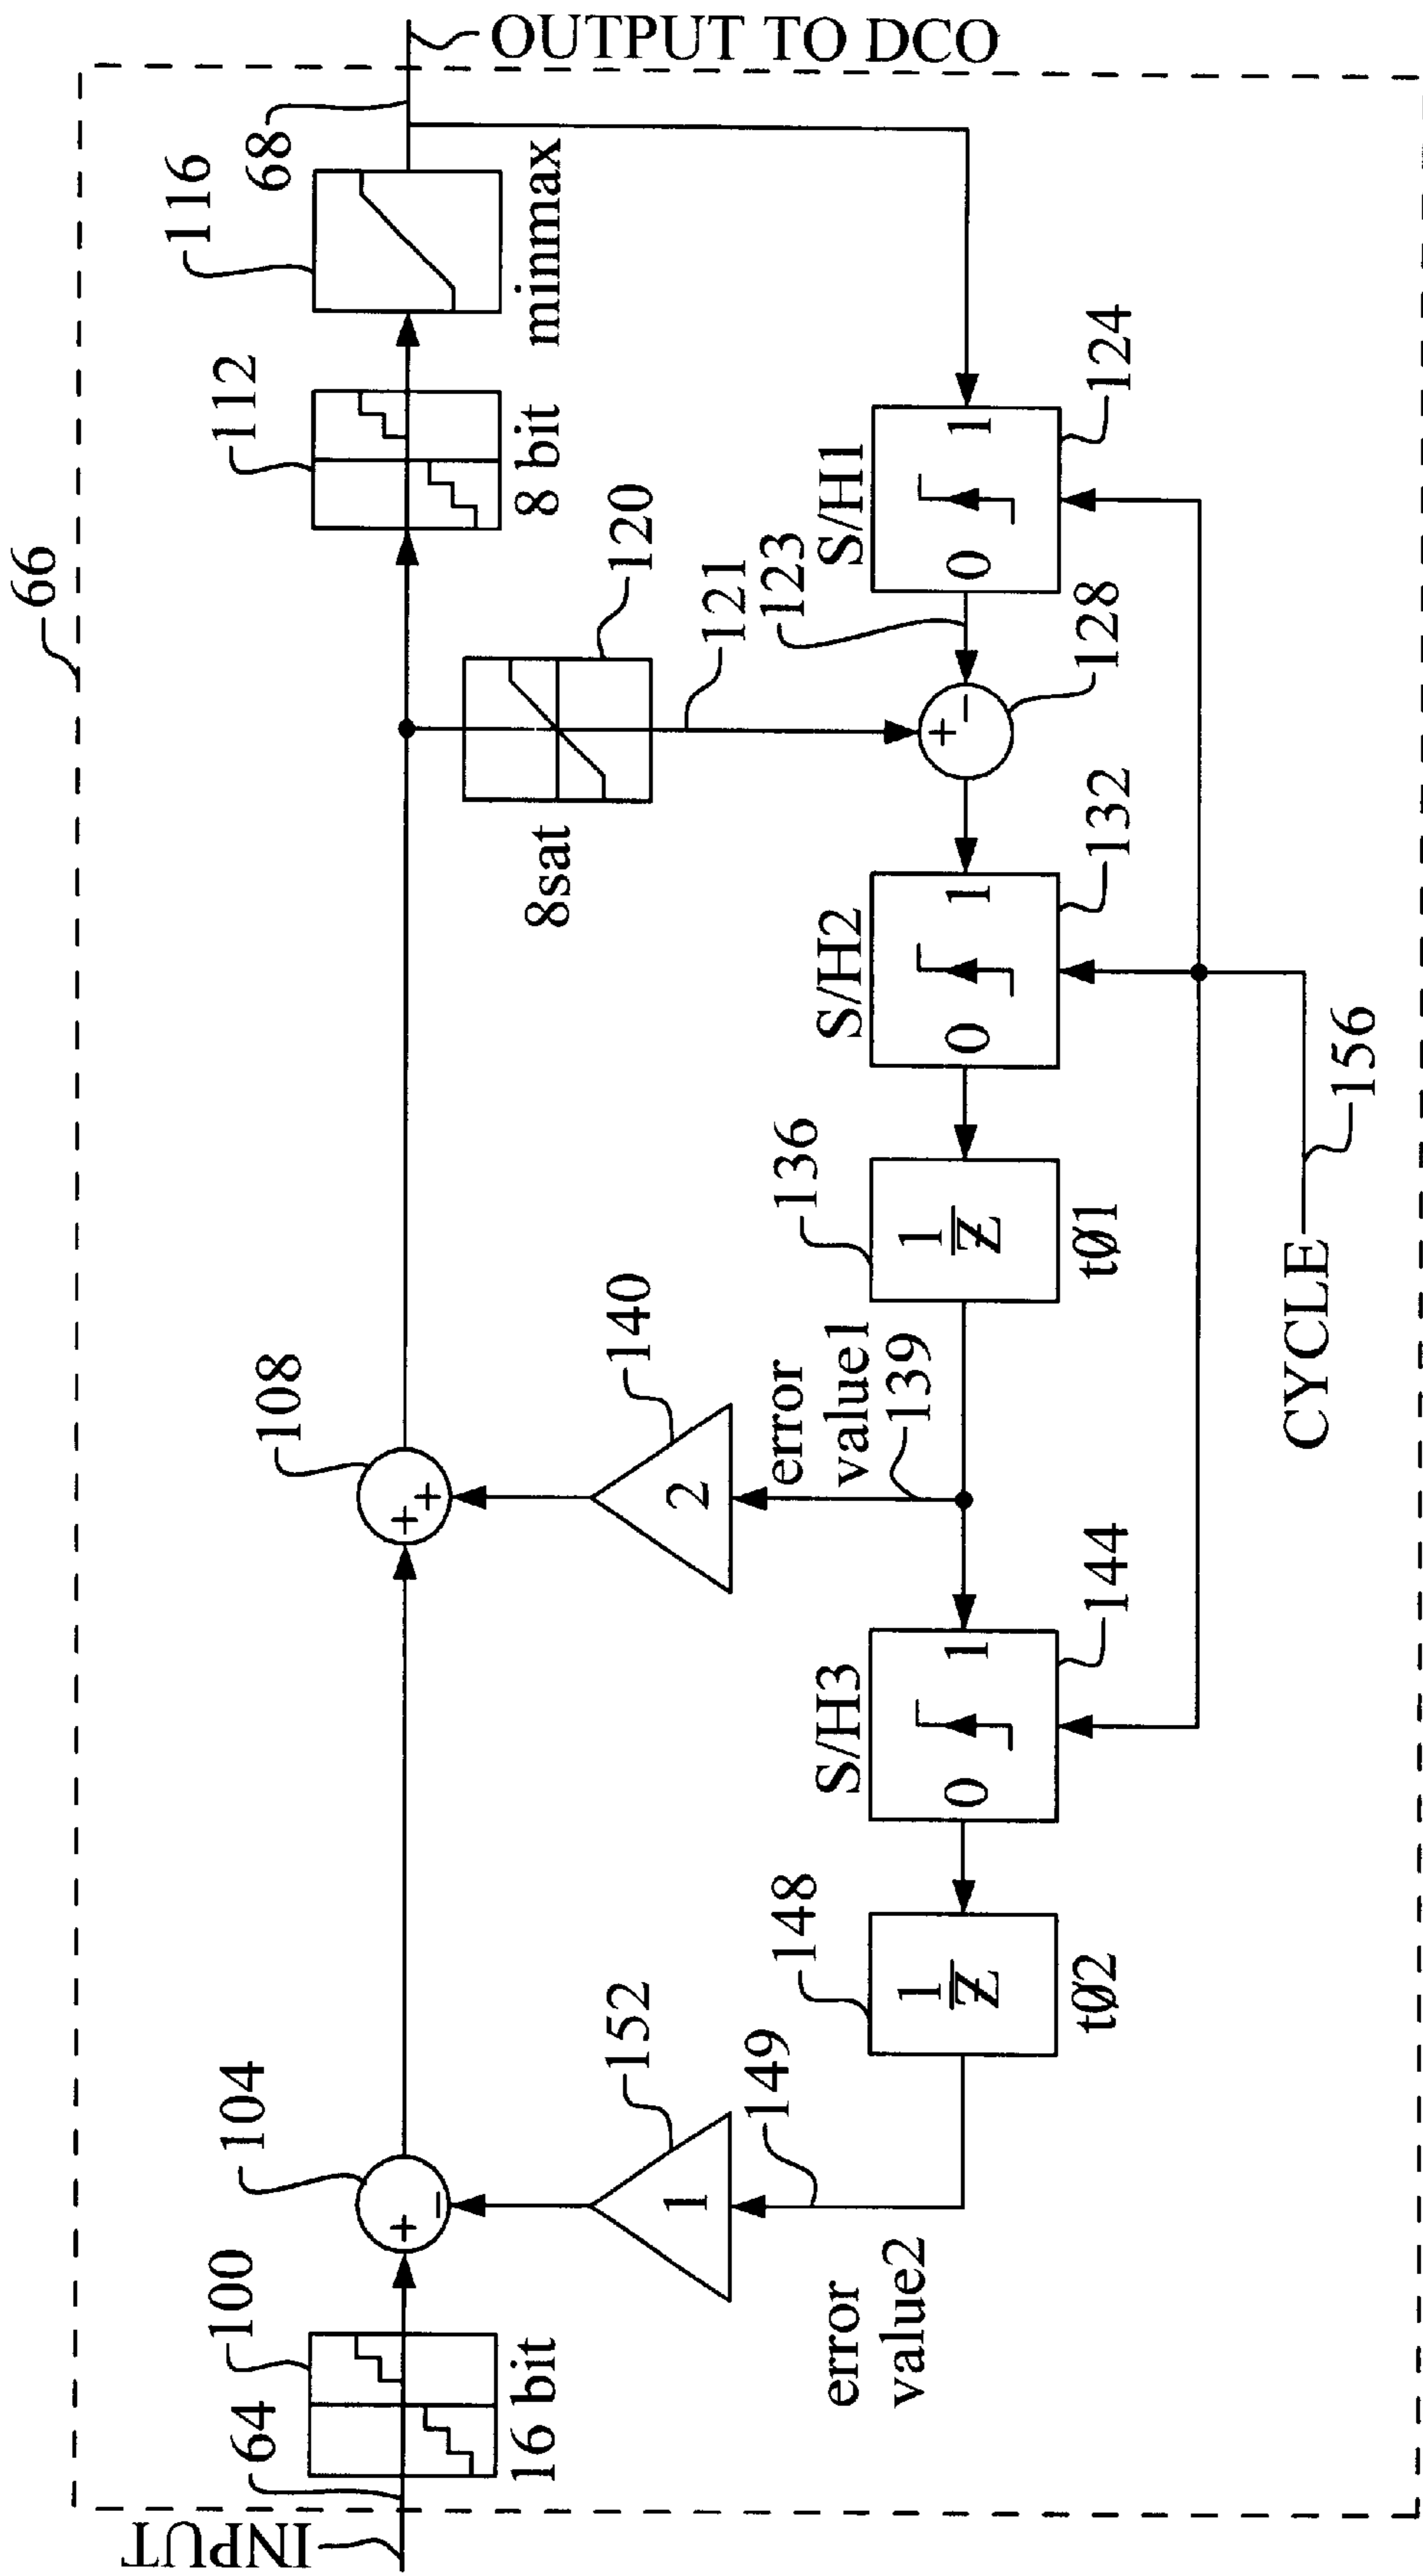 66
INPUT
64
100
16 bit
104
108
112
8 bit
116
minmax
68
OUTPUT TO DCO
+
−
+
+
152
1
140
2
8sat
120
121
123
error
value2
149
error
value1
139
148
1
Z
tØ2
S/H3
0
1
144
136
1
Z
tØ1
S/H2
0
1
132
+
−
128
S/H1
0
1
124
CYCLE
156